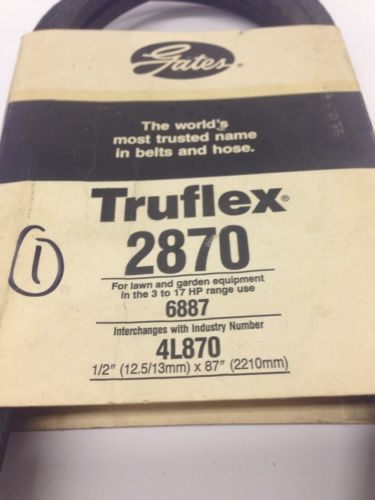 Gates®
The world's
most trusted name
in belts and hose.
Truflex®
2870
1
For lawn and garden equipment
in the 3 to 17 HP range use
6887
Interchanges with Industry Number
4L870
1/2" (12.5/13mm) x 87" (2210mm)